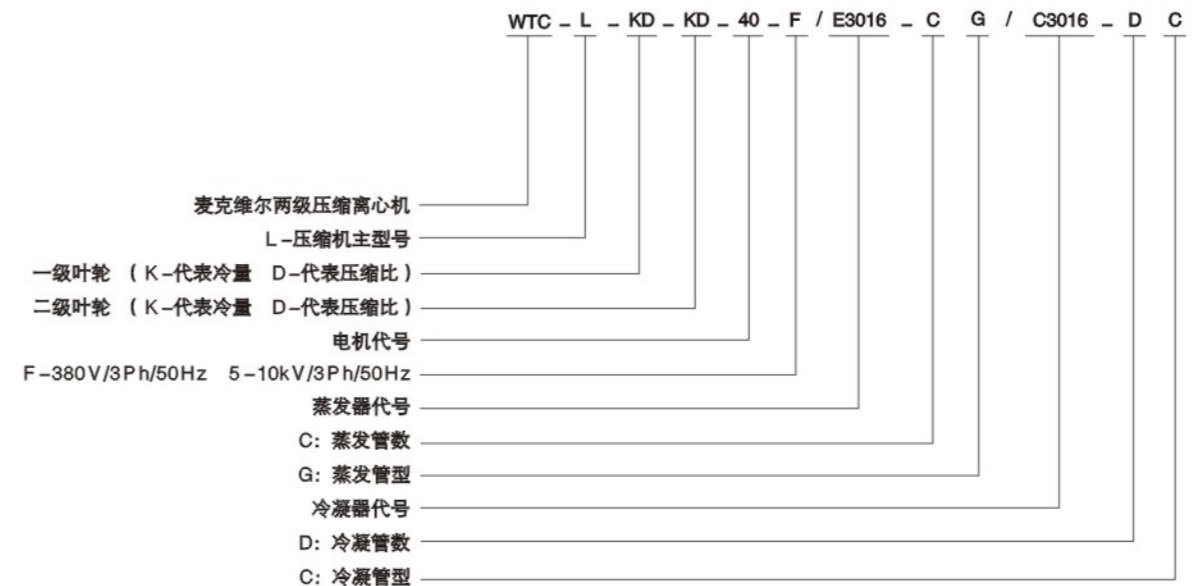 WTC – L – KD – KD – 40 – F / E3016 – C G / C3016 – D C
麦克维尔两级压缩离心机
L–压缩机主型号
一级叶轮 (K–代表冷量 D–代表压缩比)
二级叶轮 (K–代表冷量 D–代表压缩比)
电机代号
F–380V/3Ph/50Hz 5–10kV/3Ph/50Hz
蒸发器代号
C: 蒸发管数
G: 蒸发管型
冷凝器代号
D: 冷凝管数
C: 冷凝管型